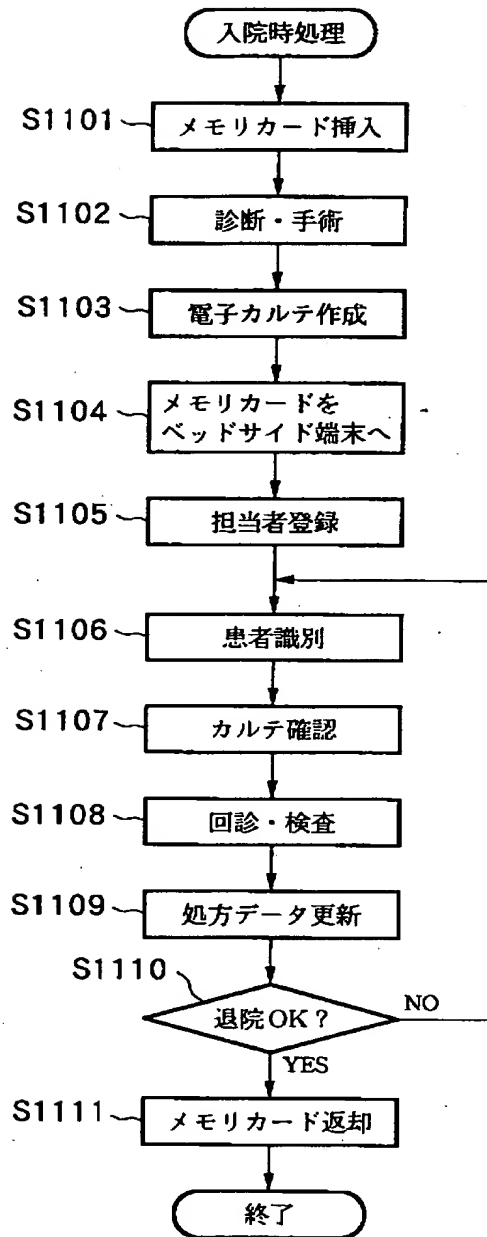 入院時処理
S1101
メモリカード挿入
S1102
診断・手術
S1103
電子カルテ作成
S1104
メモリカードを
ベッドサイド端末へ
S1105
担当者登録
S1106
患者識別
S1107
カルテ確認
S1108
回診・検査
S1109
処方データ更新
S1110
退院OK?
NO
YES
S1111
メモリカード返却
終了